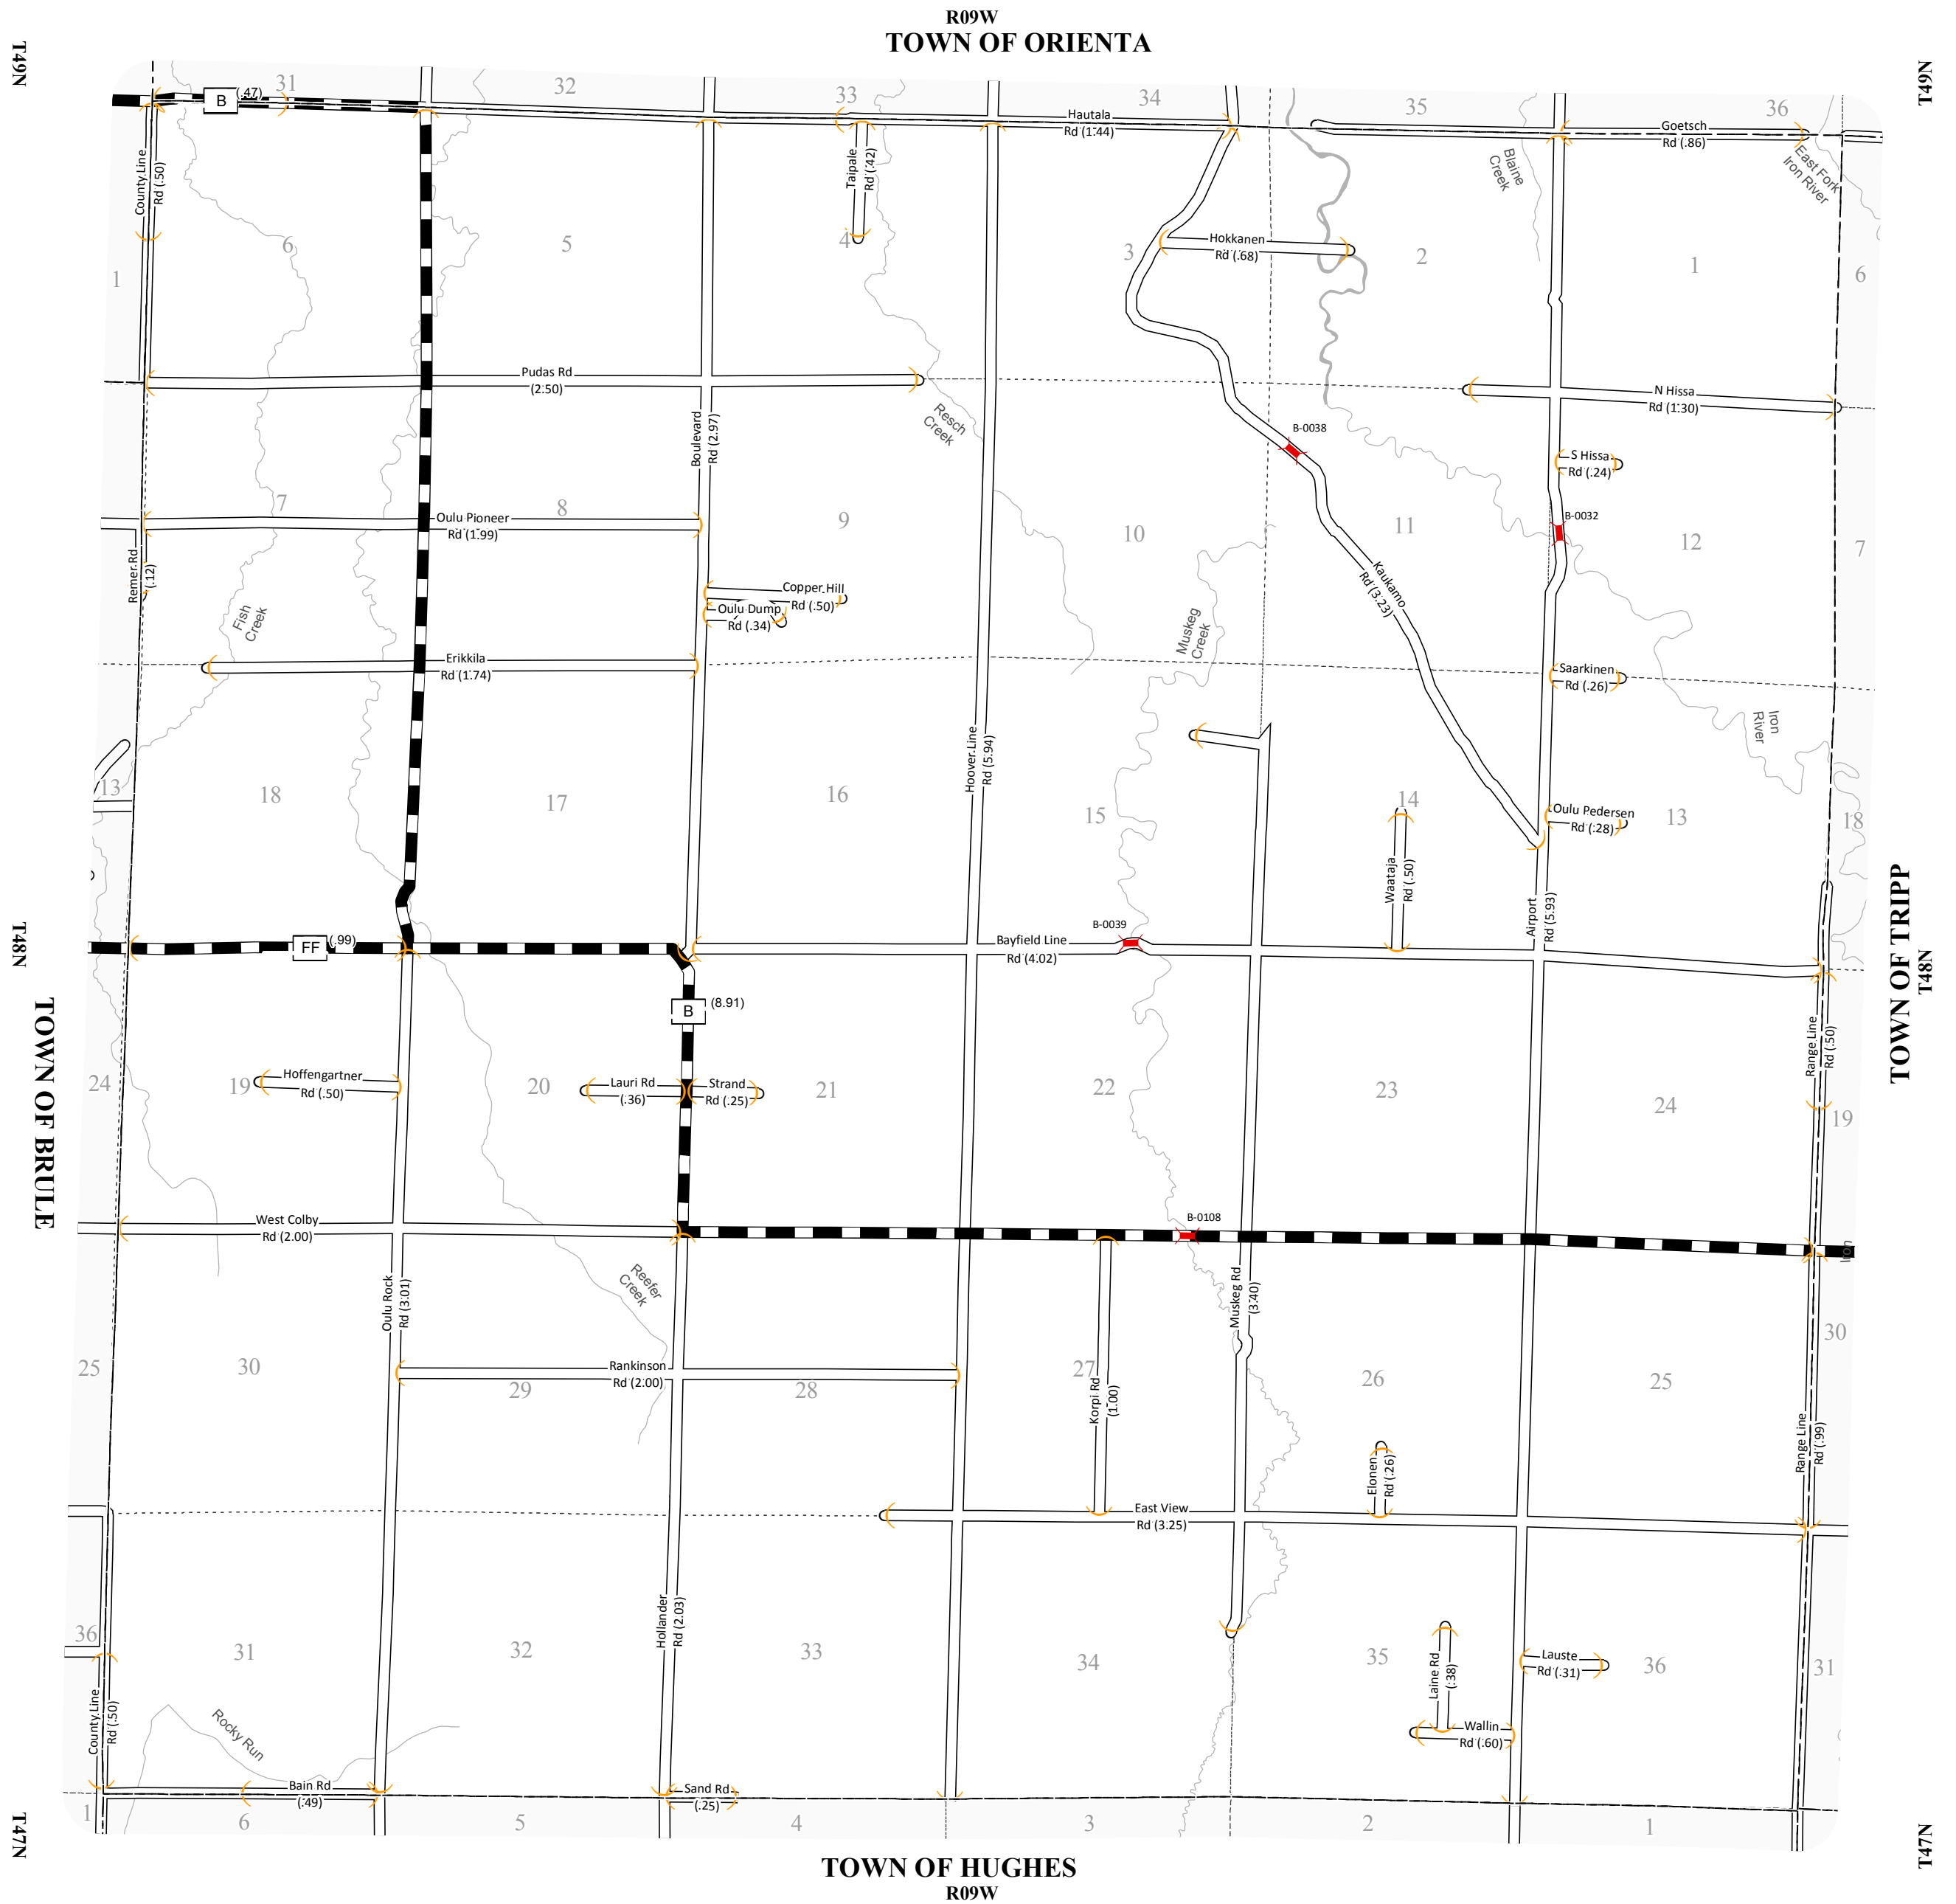 R09W
TOWN OF ORIENTA
T49N
T49N
31
32
33
34
35
36
B
(.47)
Hautala
Rd (1.44)
Goetsch
Rd (.86)
County Line
Rd (.50)
Taipale
Rd (.42)
Blaine
Creek
East Fork
Iron River
1
6
5
4
3
2
1
6
Hokkanen
Rd (.68)
Pudas Rd
(2.50)
N Hissa
Rd (1.30)
Resch
Creek
Boulevard
Rd (2.97)
B-0038
S Hissa
Rd (.24)
7
8
9
10
11
12
7
Oulu Pioneer
Rd (1.99)
B-0032
Remer Rd
(.12)
Copper Hill
Rd (.50)
Oulu Dump
Rd (.34)
Kaukamo
Rd (3.23)
Fish
Creek
Muskeg
Creek
Erikkila
Rd (1.74)
Saarkinen
Rd (.26)
Iron
River
Hoover Line
Rd (5.94)
13
18
17
16
15
14
13
18
Oulu Pedersen
Rd (.28)
Waataja
Rd (.50)
Airport
Rd (5.93)
TOWN OF TRIPP
T48N
T48N
FF
(.99)
B-0039
Bayfield Line
Rd (4.02)
B
(8.91)
TOWN OF BRULE
Range Line
Rd (.50)
24
19
20
21
22
23
24
19
Hoffengartner
Rd (.50)
Lauri Rd
(.36)
Strand
Rd (.25)
West Colby
Rd (2.00)
B-0108
Iron
Reefer
Creek
Oulu Rock
Rd (3.01)
Muskeg Rd
(3.40)
25
30
29
28
27
26
25
30
Rankinson
Rd (2.00)
Korpi Rd
(1.00)
Range Line
Rd (.99)
Elonen
Rd (.26)
East View
Rd (3.25)
Hollander
Rd (2.03)
36
31
32
33
34
35
36
31
Laine Rd
(.38)
Lauste
Rd (.31)
Wallin
Rd (.60)
County Line
Rd (.50)
Rocky Run
Bain Rd
(.49)
Sand Rd
(.25)
1
6
5
4
3
2
1
T47N
T47N
TOWN OF HUGHES
R09W